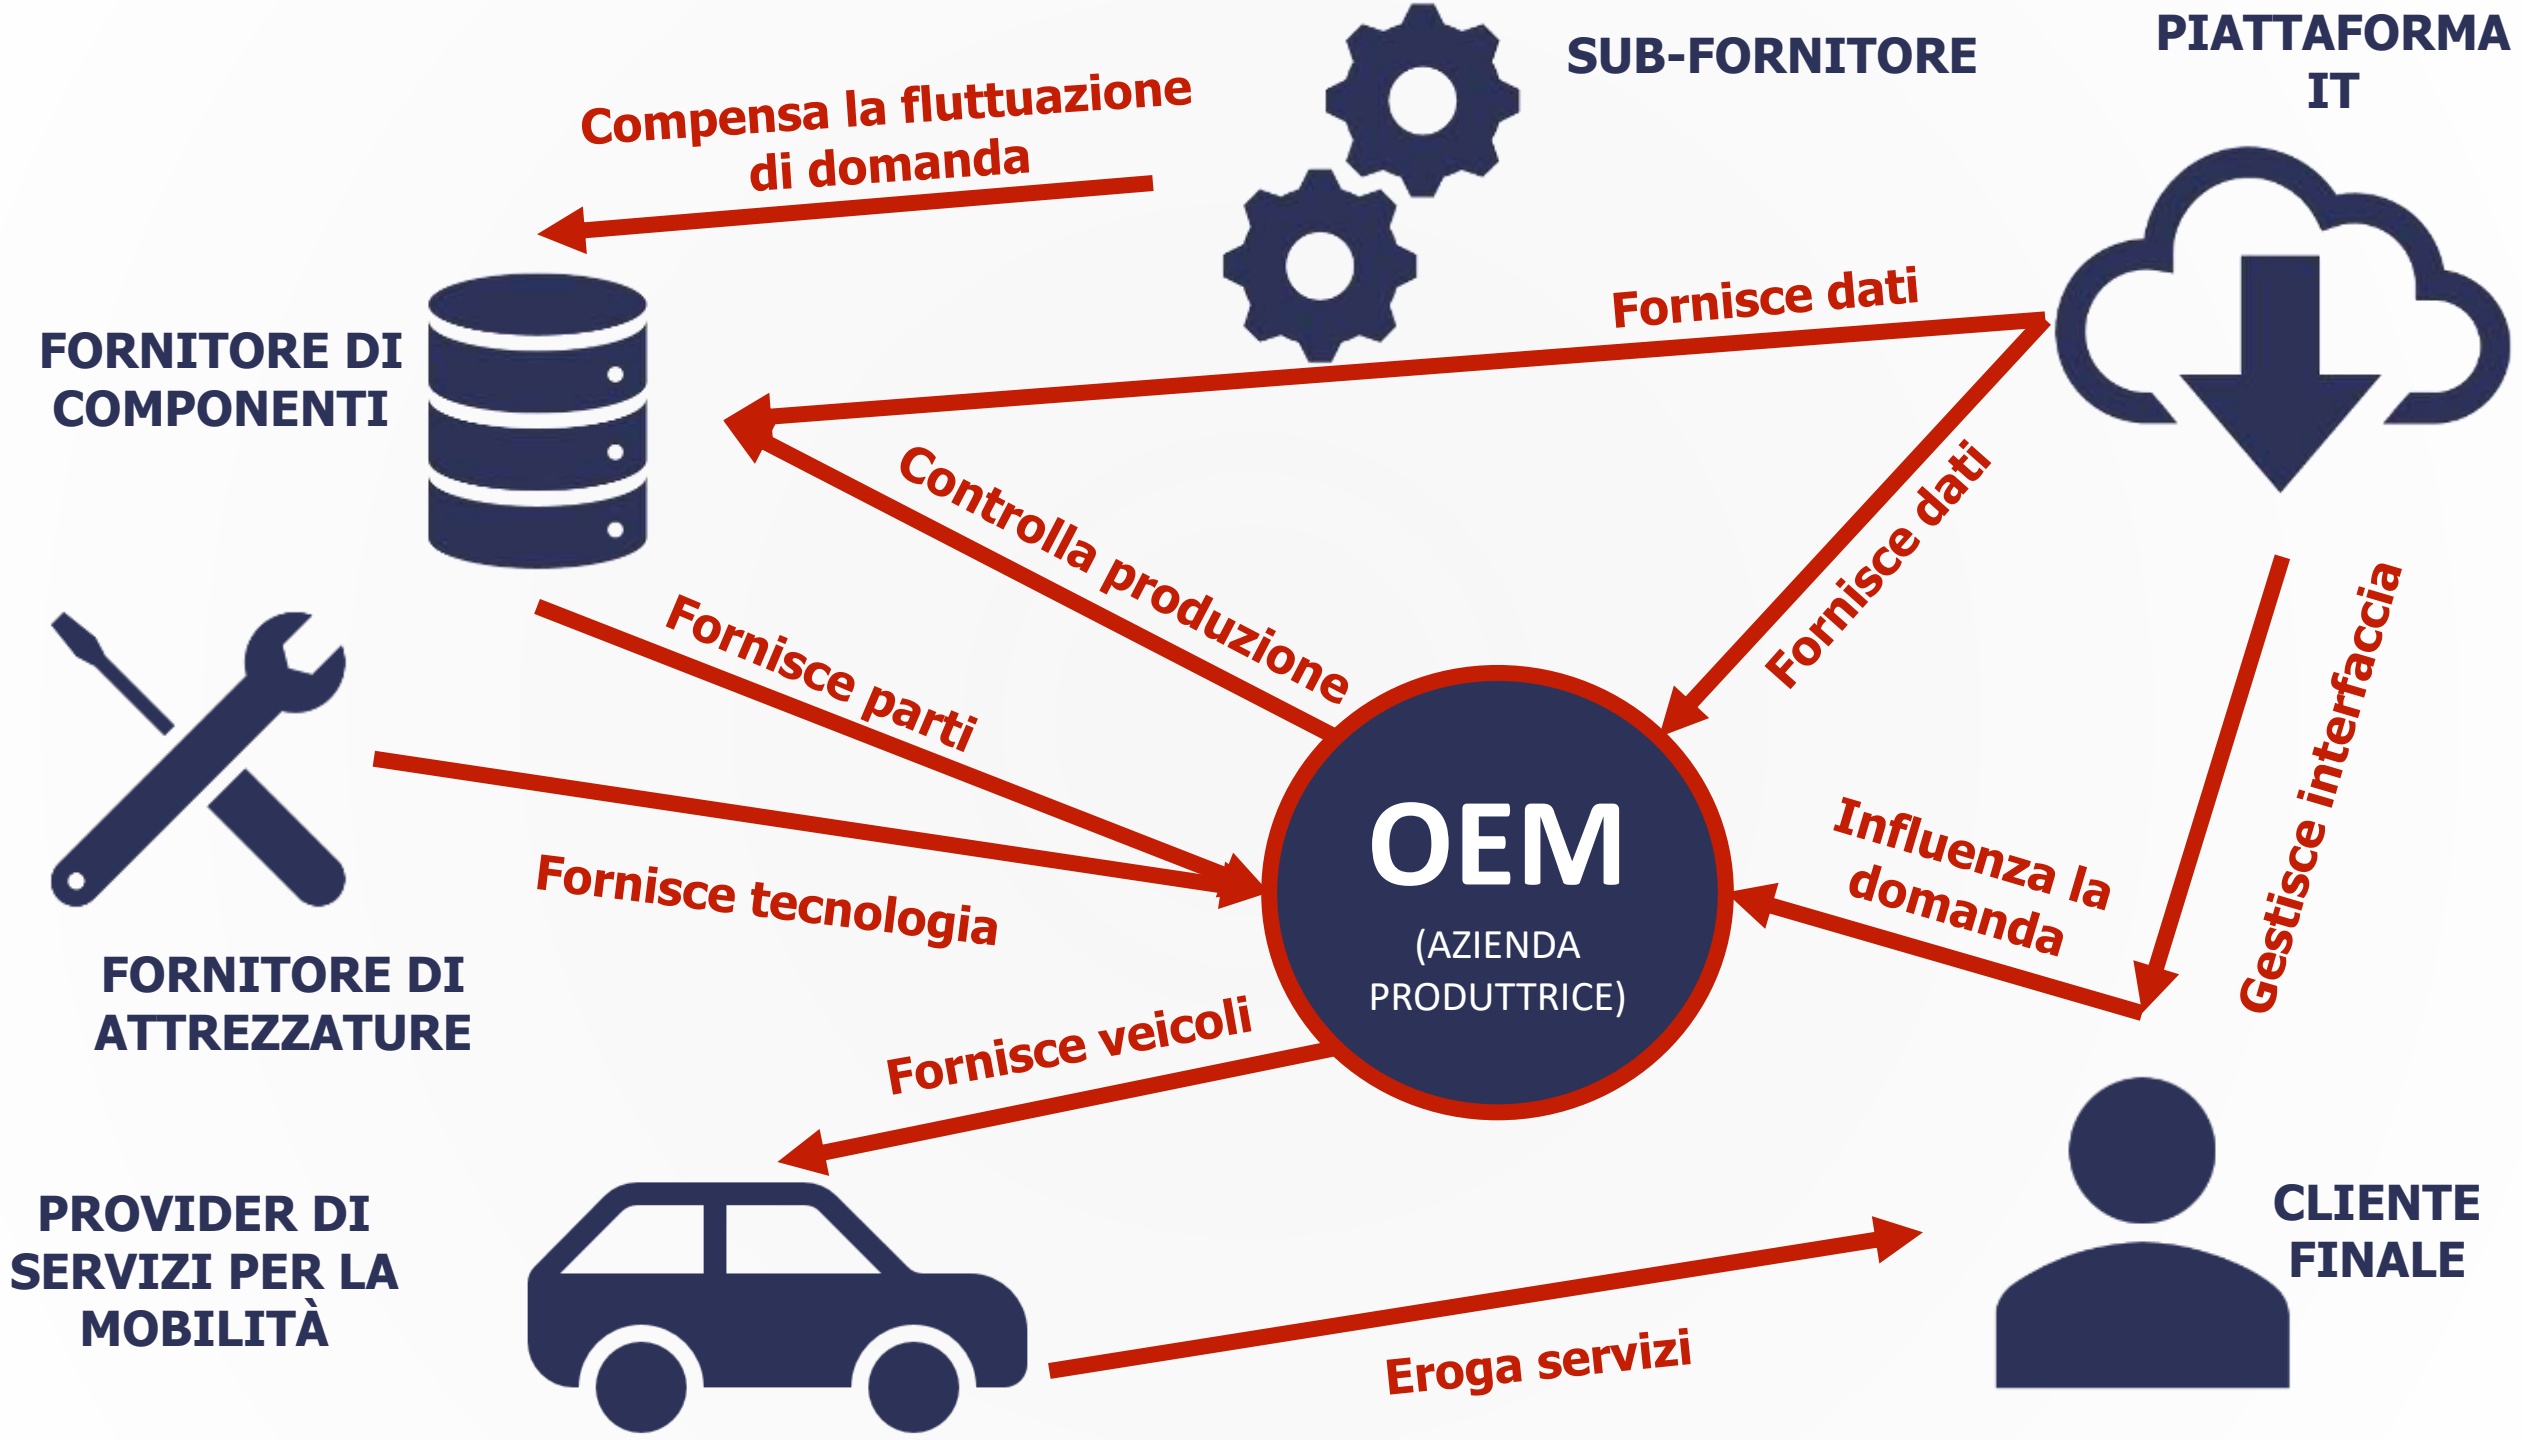 SUB-FORNITORE
PIATTAFORMA
IT
Compensa la fluttuazione
di domanda
Fornisce dati
FORNITORE DI
COMPONENTI
Controlla produzione
Fornisce dati
Fornisce parti
Gestisce interfaccia
Influenza la
domanda
OEM
(AZIENDA
PRODUTTRICE)
Fornisce tecnologia
FORNITORE DI
ATTREZZATURE
Fornisce veicoli
PROVIDER DI
SERVIZI PER LA
MOBILITÀ
CLIENTE
FINALE
Eroga servizi